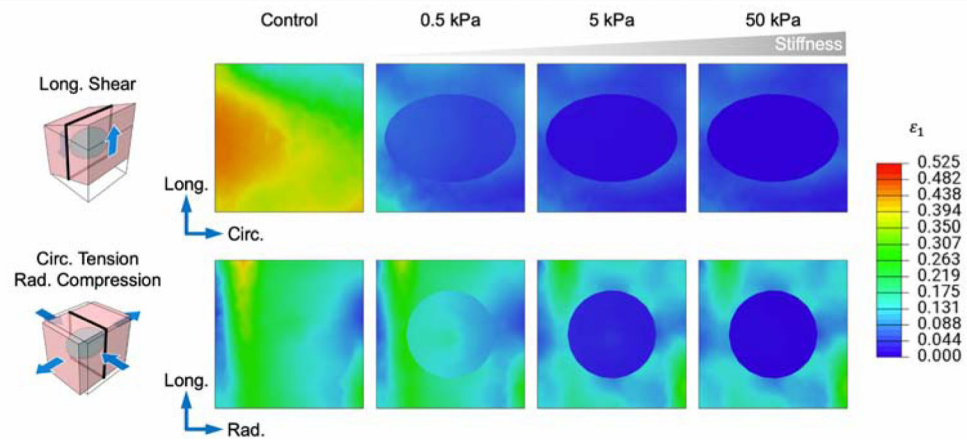 Control
0.5 kPa
5 kPa
50 kPa
Stiffness
Long. Shear
Long.
Circ.
Circ. Tension
Rad. Compression
Long.
Rad.
ε₁
0.525
0.482
0.438
0.394
0.350
0.307
0.263
0.219
0.175
0.131
0.088
0.044
0.000